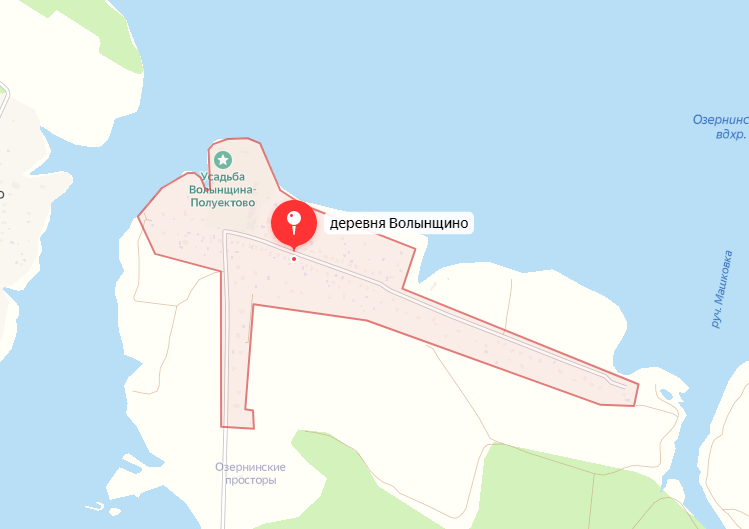 Озернинс
вдхр.
о
Усадьба
Волынщина-
Полуектово
деревня Волынщино
руч. Машковка
Озернинские
просторы